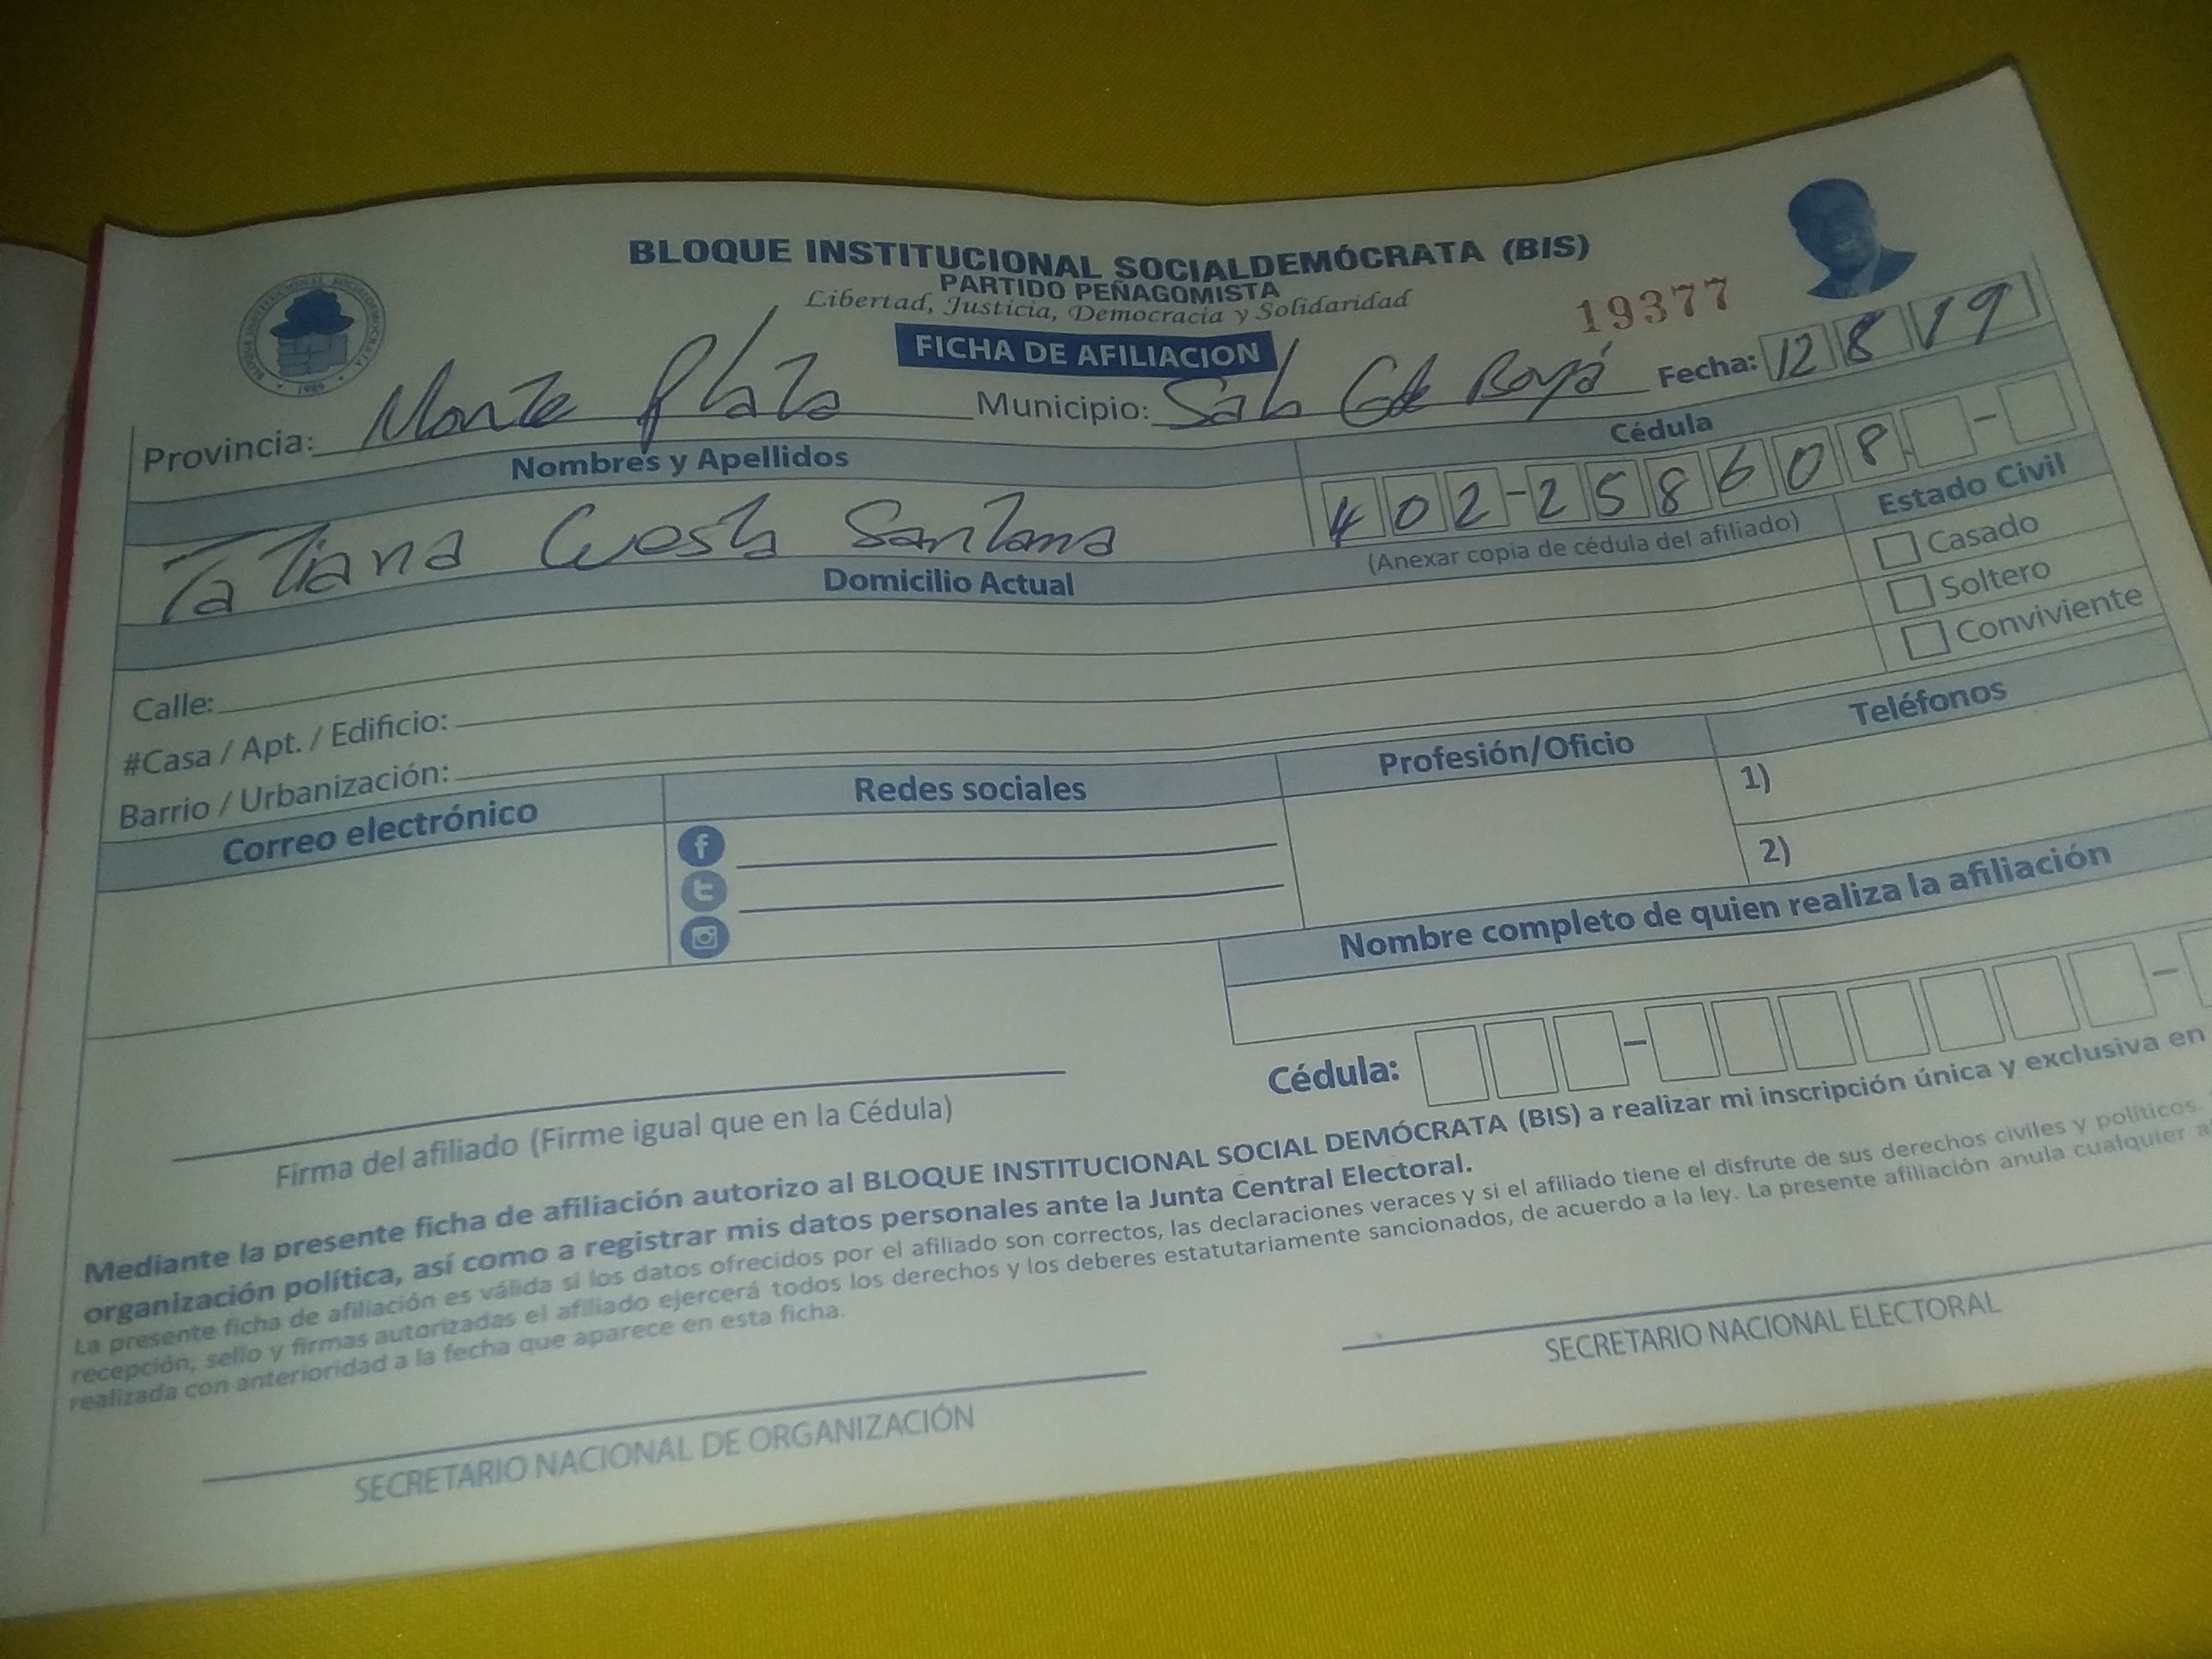 BLOQUE INSTITUCIONAL SOCIALDEMÓCRATA (BIS)
PARTIDO PEÑAGOMISTA
Libertad, Justicia, Democracia y Solidaridad
19377
FICHA DE AFILIACION
Provincia: Monte Plata Municipio: Sab G de Boyá Fecha: 12 8 19
Nombres y Apellidos Cédula
Tatiana Cuesta Santana 402-258608 -
(Anexar copia de cédula del afiliado)
Estado Civil
Casado
Soltero
Conviviente
Domicilio Actual
Calle:
#Casa / Apt. / Edificio:
Barrio / Urbanización:
Correo electrónico Redes sociales Profesión/Oficio Teléfonos
1)
2)
Nombre completo de quien realiza la afiliación
Cédula: - -
Firma del afiliado (Firme igual que en la Cédula)
Mediante la presente ficha de afiliación autorizo al BLOQUE INSTITUCIONAL SOCIAL DEMÓCRATA (BIS) a realizar mi inscripción única y exclusiva en
organización política, así como a registrar mis datos personales ante la Junta Central Electoral.
La presente ficha de afiliación es válida si los datos ofrecidos por el afiliado son correctos, las declaraciones veraces y si el afiliado tiene el disfrute de sus derechos civiles y políticos.
recepción, sello y firmas autorizadas el afiliado ejercerá todos los derechos y los deberes estatutariamente sancionados, de acuerdo a la ley. La presente afiliación anula cualquier
realizada con anterioridad a la fecha que aparece en esta ficha.
SECRETARIO NACIONAL DE ORGANIZACIÓN
SECRETARIO NACIONAL ELECTORAL